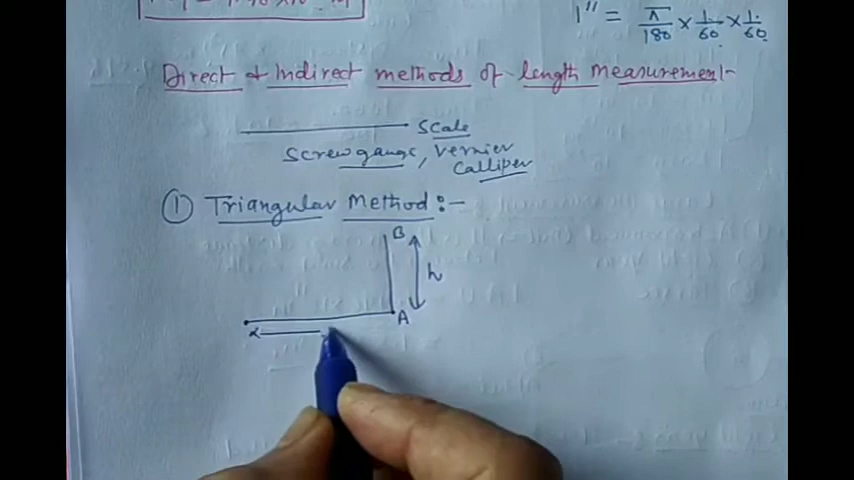 1" = π/180 × 1/60 × 1/60
Direct & Indirect methods of length measurement-
Scale
Screw gauge, Vernier
Calliper
① Triangular Method :-
B
h
A